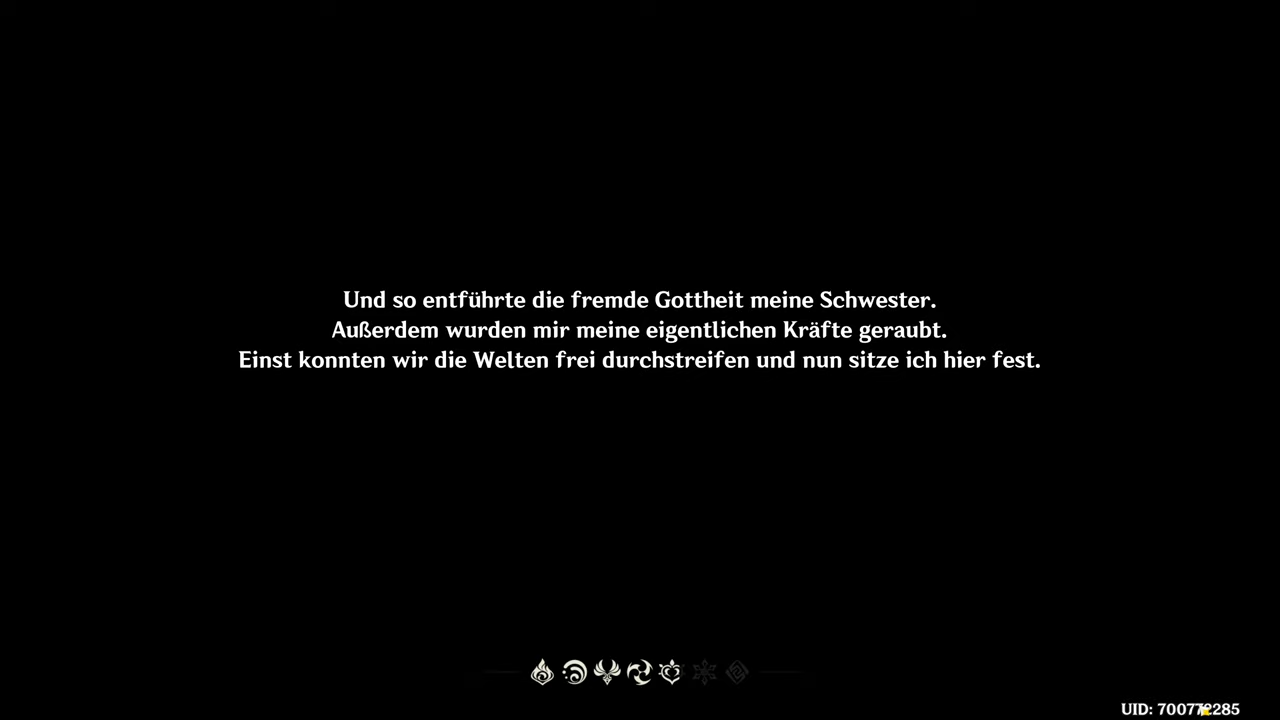 Und so entführte die fremde Gottheit meine Schwester.
Außerdem wurden mir meine eigentlichen Kräfte geraubt.
Einst konnten wir die Welten frei durchstreifen und nun sitze ich hier fest.
UID: